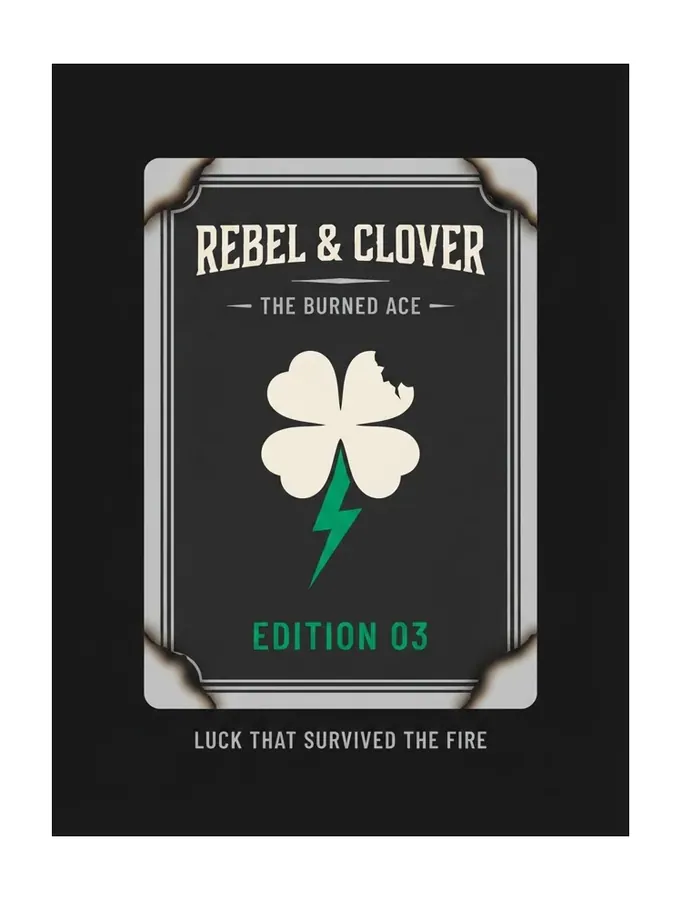 REBEL & CLOVER
THE BURNED ACE
EDITION 03
LUCK THAT SURVIVED THE FIRE